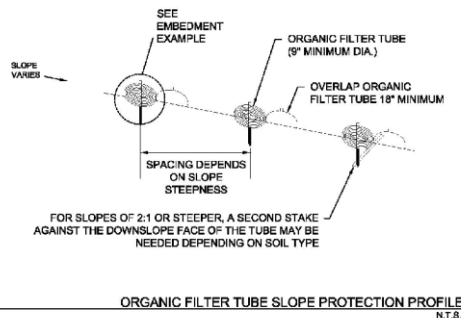 SEE
EMBEDMENT
EXAMPLE
ORGANIC FILTER TUBE
(9" MINIMUM DIA.)
SLOPE
VARIES
OVERLAP ORGANIC
FILTER TUBE 18" MINIMUM
SPACING DEPENDS
ON SLOPE
STEEPNESS
FOR SLOPES OF 2:1 OR STEEPER, A SECOND STAKE
AGAINST THE DOWNSLOPE FACE OF THE TUBE MAY BE
NEEDED DEPENDING ON SOIL TYPE
ORGANIC FILTER TUBE SLOPE PROTECTION PROFILE
N.T.S.